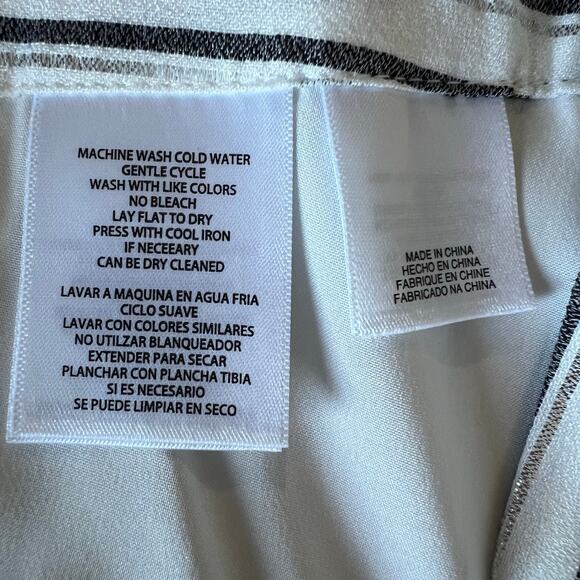 MACHINE WASH COLD WATER
GENTLE CYCLE
WASH WITH LIKE COLORS
NO BLEACH
LAY FLAT TO DRY
PRESS WITH COOL IRON
IF NECEEARY
CAN BE DRY CLEANED
LAVAR A MAQUINA EN AGUA FRIA
CICLO SUAVE
LAVAR CON COLORES SIMILARES
NO UTILZAR BLANQUEADOR
EXTENDER PARA SECAR
PLANCHAR CON PLANCHA TIBIA
SI ES NECESARIO
SE PUEDE LIMPIAR EN SECO
MADE IN CHINA
HECHO EN CHINA
FABRIQUE EN CHINE
FABRICADO NA CHINA